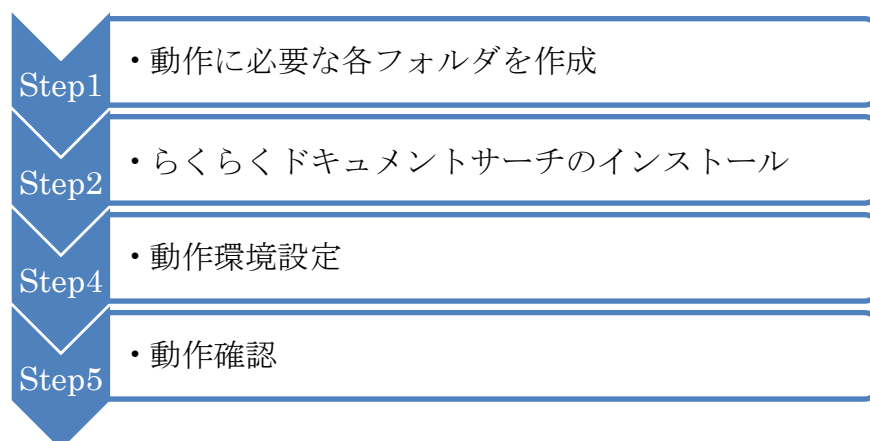 Step1
・動作に必要な各フォルダを作成
Step2
・らくらくドキュメントサーチのインストール
Step4
・動作環境設定
Step5
・動作確認